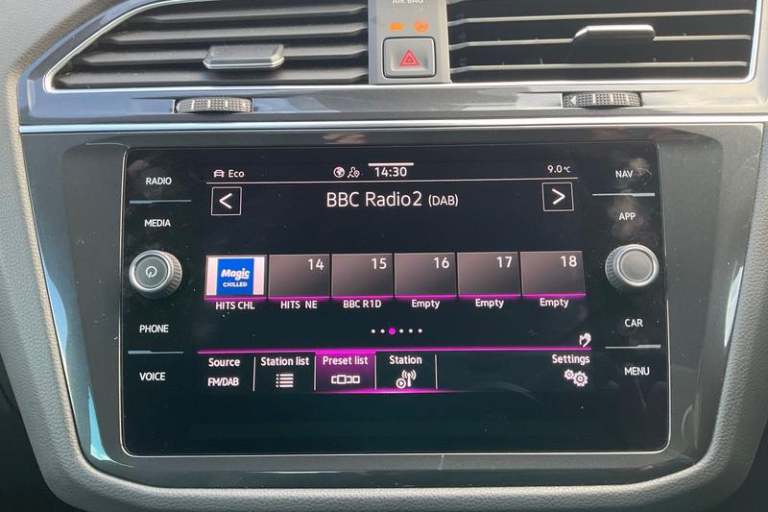 AIR BAG
RADIO
MEDIA
PHONE
VOICE
Eco
14:30
9.0°C
<
BBC Radio2 (DAB)
>
Magic
CHILLED
14
15
16
17
18
HITS CHL
HITS NE
BBC R1D
Empty
Empty
Empty
Source
FM/DAB
Station list
Preset list
Station
Settings
NAV
APP
CAR
MENU